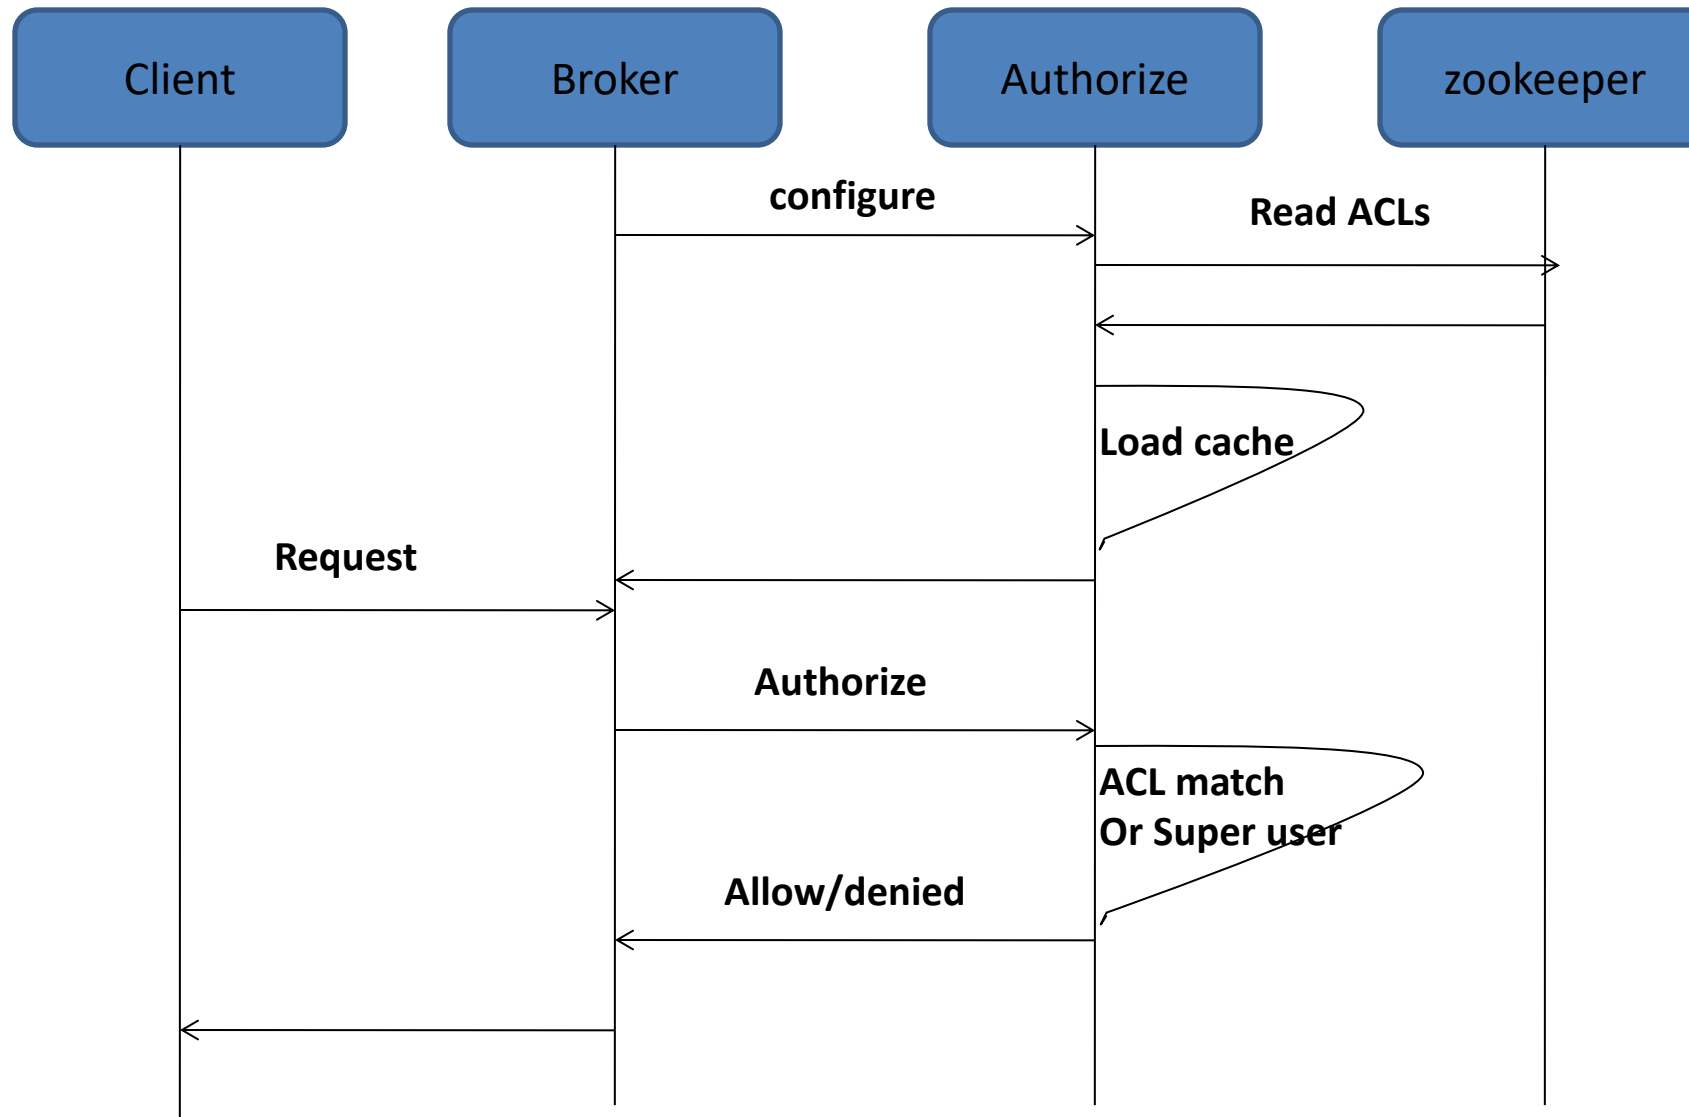 Client
Broker
Authorize
zookeeper
configure
Read ACLs
Load cache
Request
Authorize
ACL match
Or Super user
Allow/denied